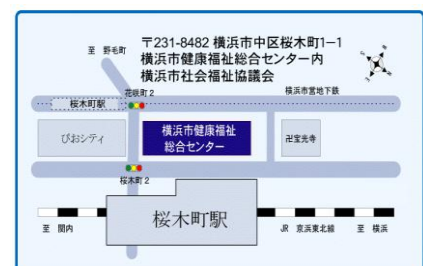 至 野毛町
〒231-8482 横浜市中区桜木町1-1
横浜市健康福祉総合センター内
横浜市社会福祉協議会
花咲町2
横浜市営地下鉄
桜木町駅
ぴおシティ
横浜市健康福祉
総合センター
卍宝光寺
桜木町2
桜木町駅
至 関内
JR 京浜東北線
至 横浜